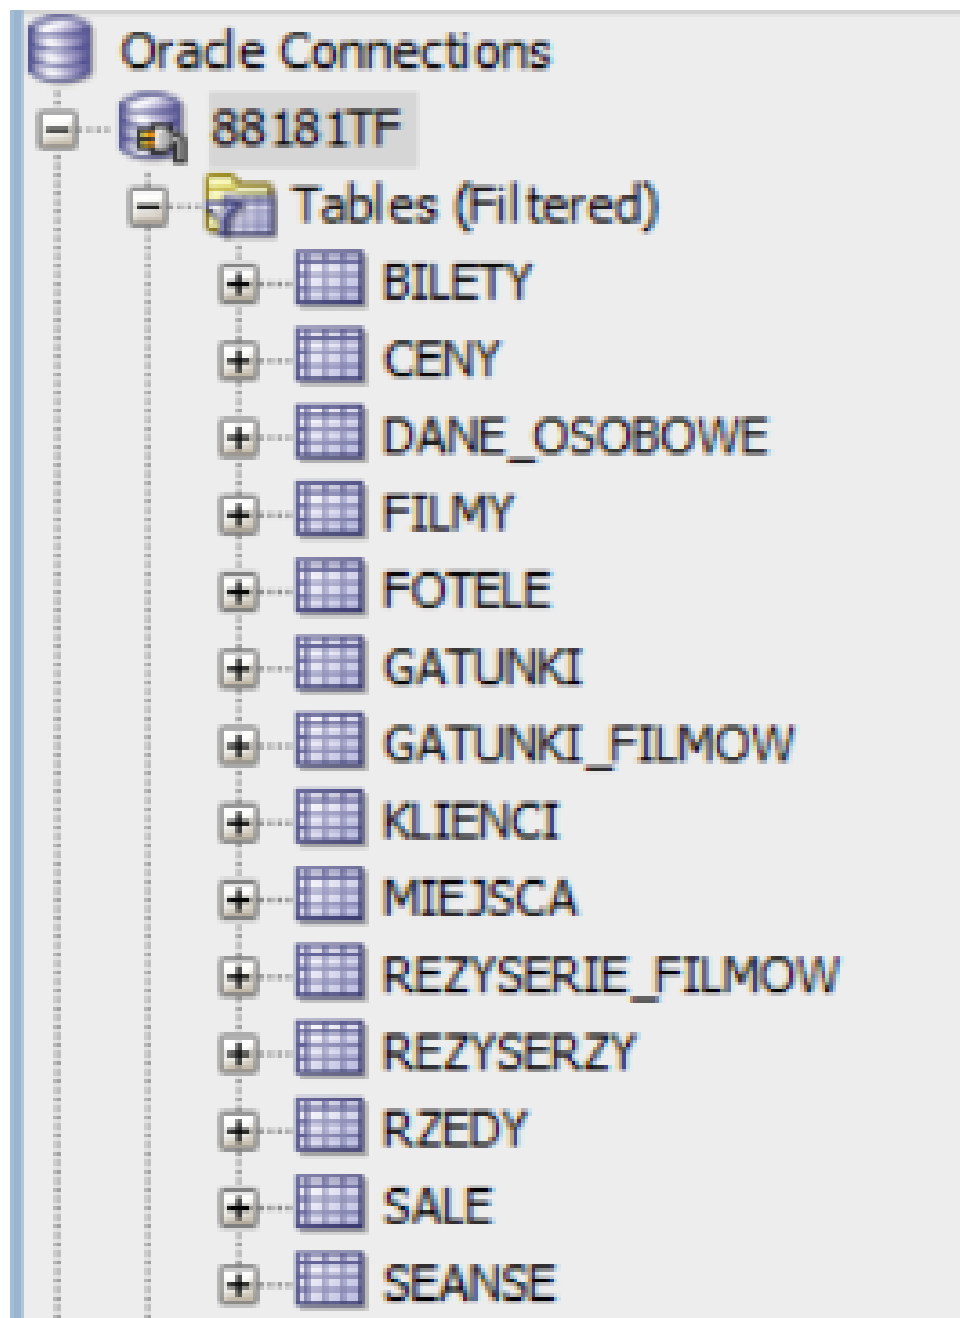 Oracle Connections
88181TF
Tables (Filtered)
BILETY
CENY
DANE_OSOBOWE
FILMY
FOTELE
GATUNKI
GATUNKI_FILMOW
KLIENCI
MIEJSCA
REZYSERIE_FILMOW
REZYSERZY
RZEDY
SALE
SEANSE